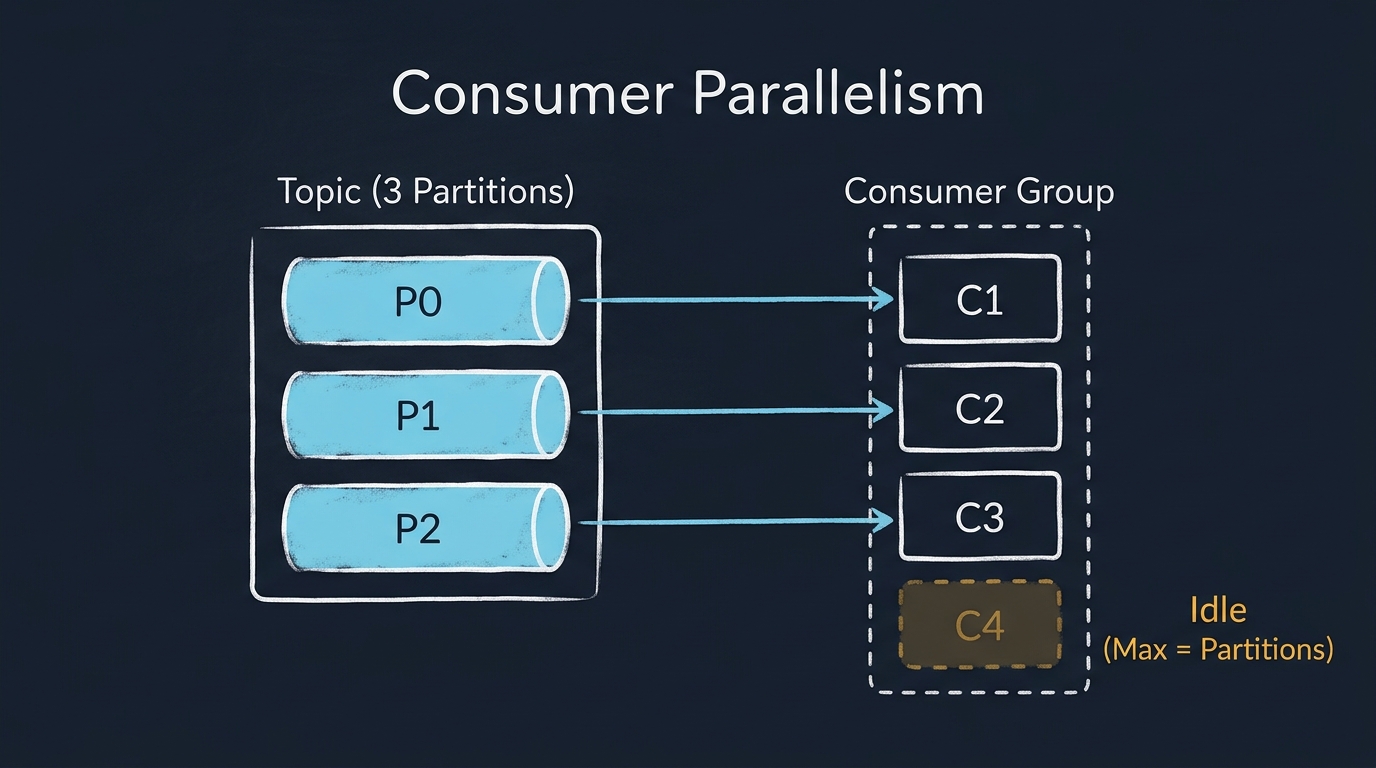 Consumer Parallelism
Topic (3 Partitions)
Consumer Group
P0
C1
P1
C2
P2
C3
C4
Idle
(Max = Partitions)